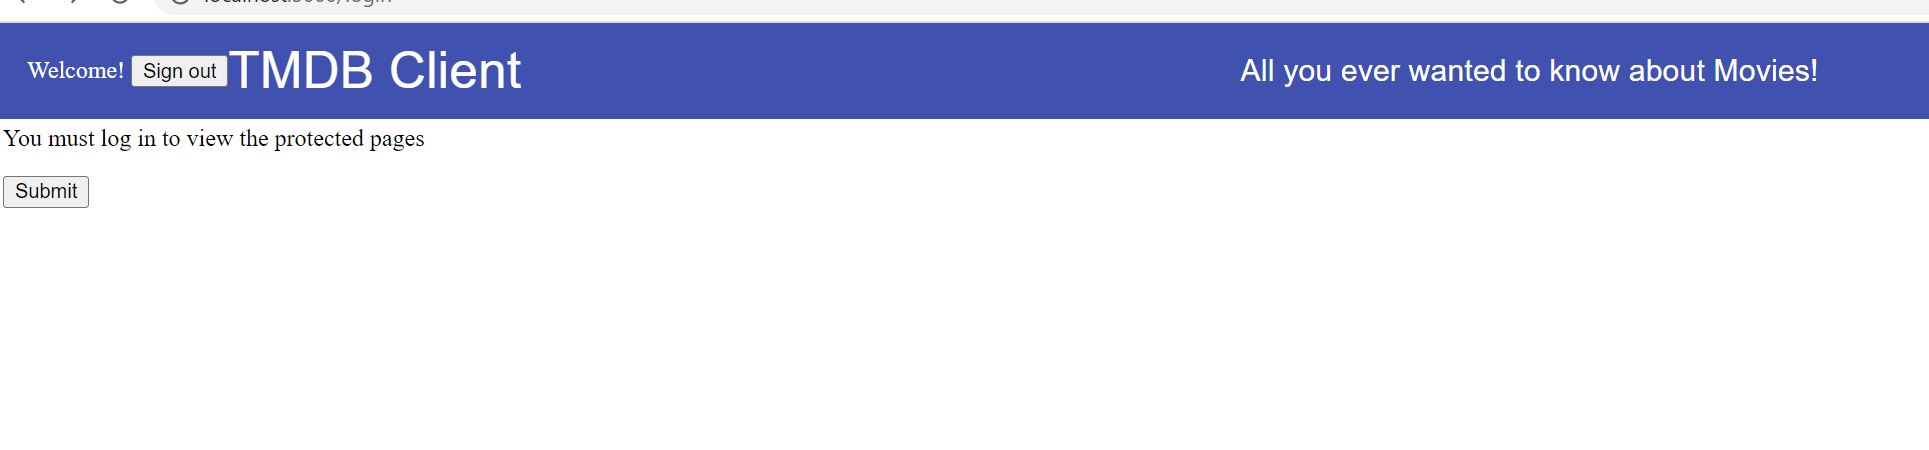 Welcome! Sign out TMDB Client All you ever wanted to know about Movies!
You must log in to view the protected pages
Submit